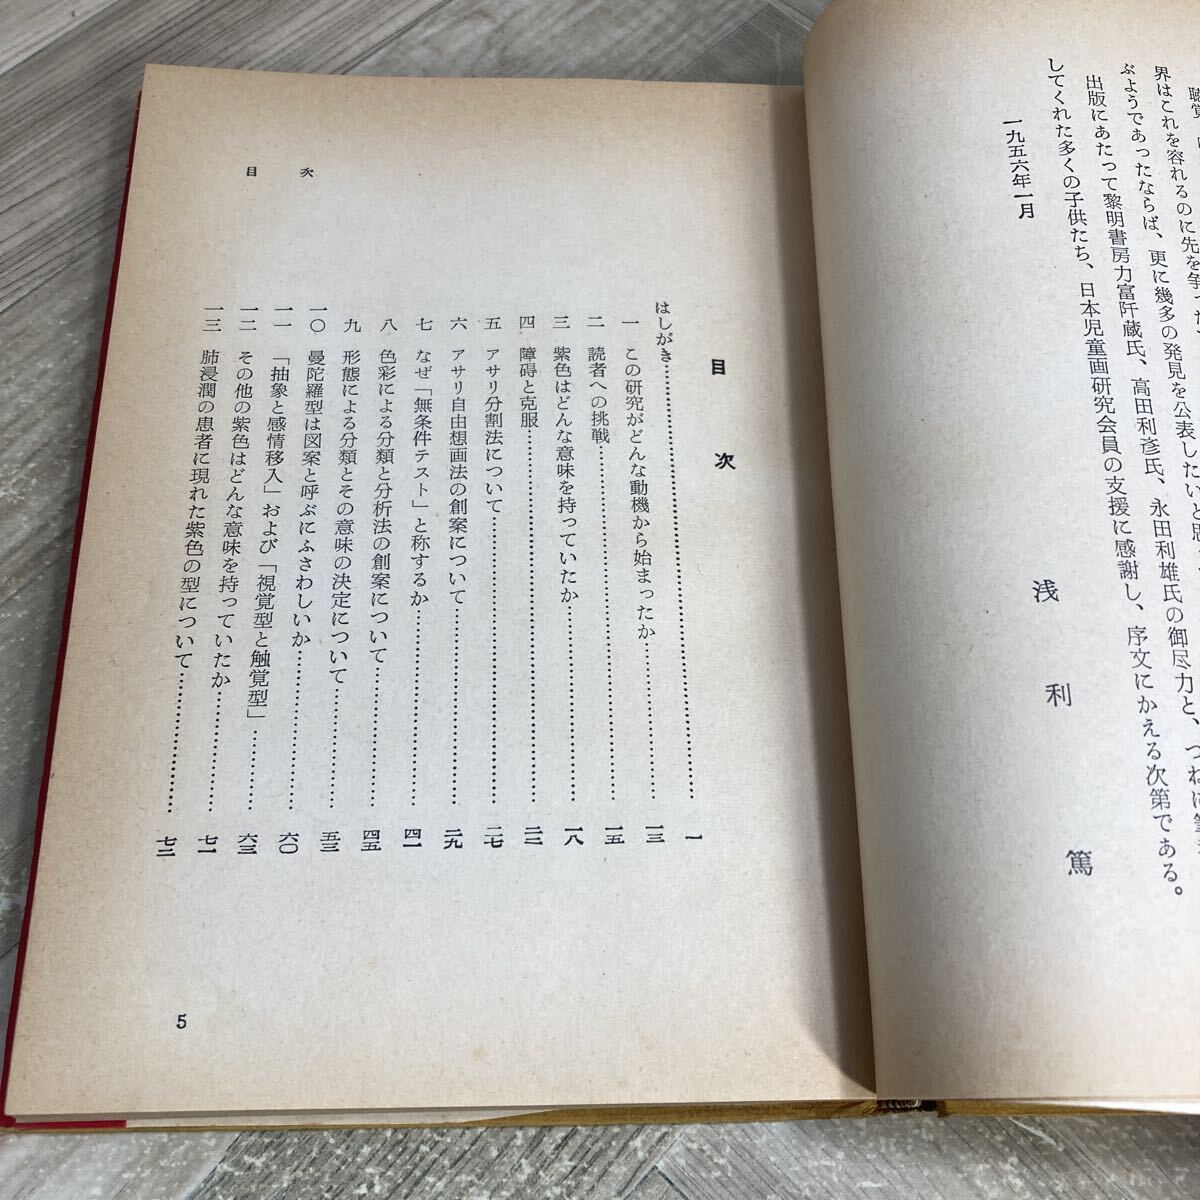 聴覚
界はこれを容れるのに先を争っ
ぶようであったならば、更に幾多の発見を公表したいと思
出版にあたって黎明書房力富阡蔵氏、高田利彦氏、永田利雄氏の御尽力と、つねに
してくれた多くの子供たち、日本児童画研究会員の支援に感謝し、序文にかえる次第である。
一九五六年一月
浅利篤
目次
目次
はしがき……一
一 この研究がどんな動機から始まったか……一三
二 読者への挑戦……一五
三 紫色はどんな意味を持っていたか……一八
四 障碍と克服……二三
五 アサリ分割法について……二七
六 アサリ自由想画法の創案について……二九
七 なぜ「無条件テスト」と称するか……四一
八 色彩による分類と分析法の創案について……四五
九 形態による分類とその意味の決定について……五三
一〇 曼陀羅型は図案と呼ぶにふさわしいか……六〇
一一 「抽象と感情移入」および「視覚型と触覚型」……六三
一二 その他の紫色はどんな意味を持っていたか……七一
一三 肺浸潤の患者に現れた紫色の型について……七二
5